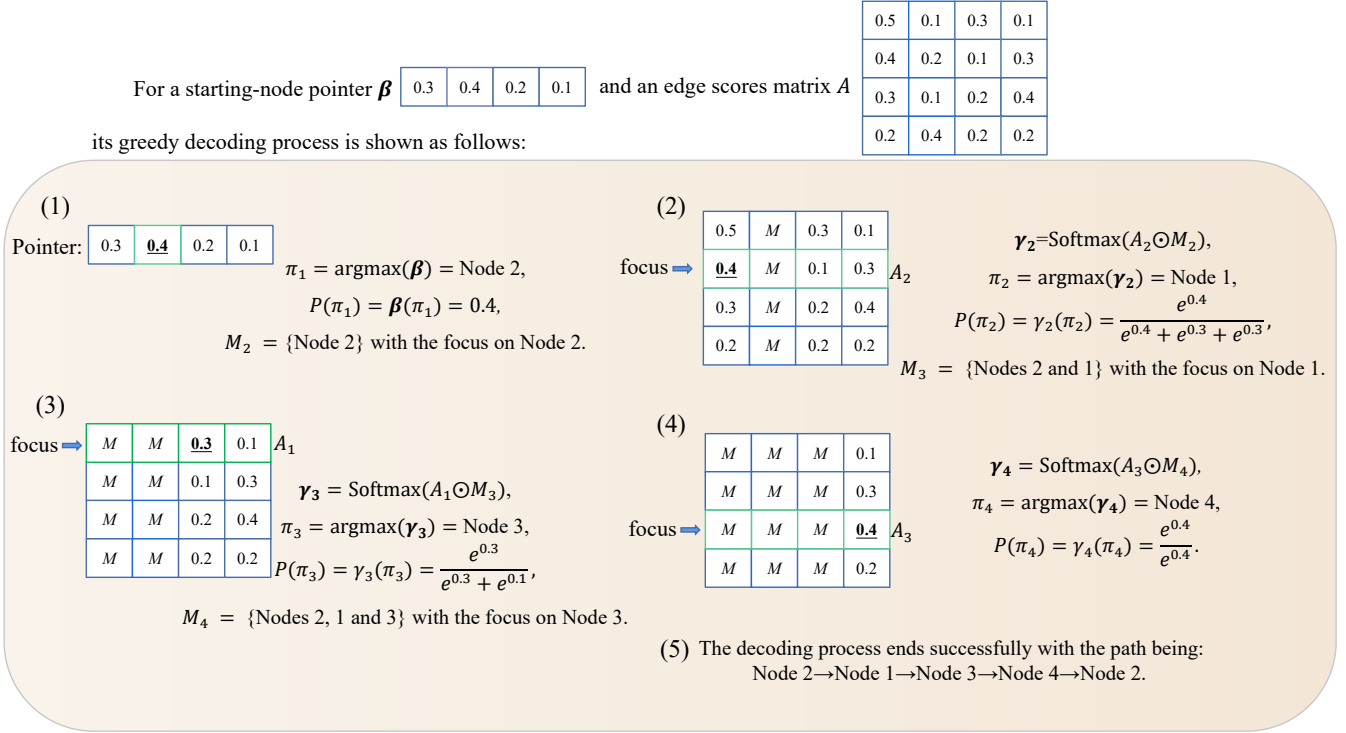 For a starting-node pointer β 0.3 0.4 0.2 0.1 and an edge scores matrix A
0.5 0.1 0.3 0.1
0.4 0.2 0.1 0.3
0.3 0.1 0.2 0.4
0.2 0.4 0.2 0.2
its greedy decoding process is shown as follows:
(1)
Pointer: 0.3 0.4 0.2 0.1
π₁ = argmax(β) = Node 2,
P(π₁) = β(π₁) = 0.4,
M₂ = {Node 2} with the focus on Node 2.
(2)
0.5 M 0.3 0.1
focus 0.4 M 0.1 0.3 A₂
0.3 M 0.2 0.4
0.2 M 0.2 0.2
γ₂=Softmax(A₂⊙M₂),
π₂ = argmax(γ₂) = Node 1,
P(π₂) = γ₂(π₂) = e^0.4 / (e^0.4 + e^0.3 + e^0.3),
M₃ = {Nodes 2 and 1} with the focus on Node 1.
(3)
focus M M 0.3 0.1 A₁
M M 0.1 0.3
M M 0.2 0.4
M M 0.2 0.2
γ₃ = Softmax(A₁⊙M₃),
π₃ = argmax(γ₃) = Node 3,
P(π₃) = γ₃(π₃) = e^0.3 / (e^0.3 + e^0.1),
M₄ = {Nodes 2, 1 and 3} with the focus on Node 3.
(4)
M M M 0.1
M M M 0.3
focus M M M 0.4 A₃
M M M 0.2
γ₄ = Softmax(A₃⊙M₄),
π₄ = argmax(γ₄) = Node 4,
P(π₄) = γ₄(π₄) = e^0.4 / e^0.4.
(5) The decoding process ends successfully with the path being:
Node 2→Node 1→Node 3→Node 4→Node 2.